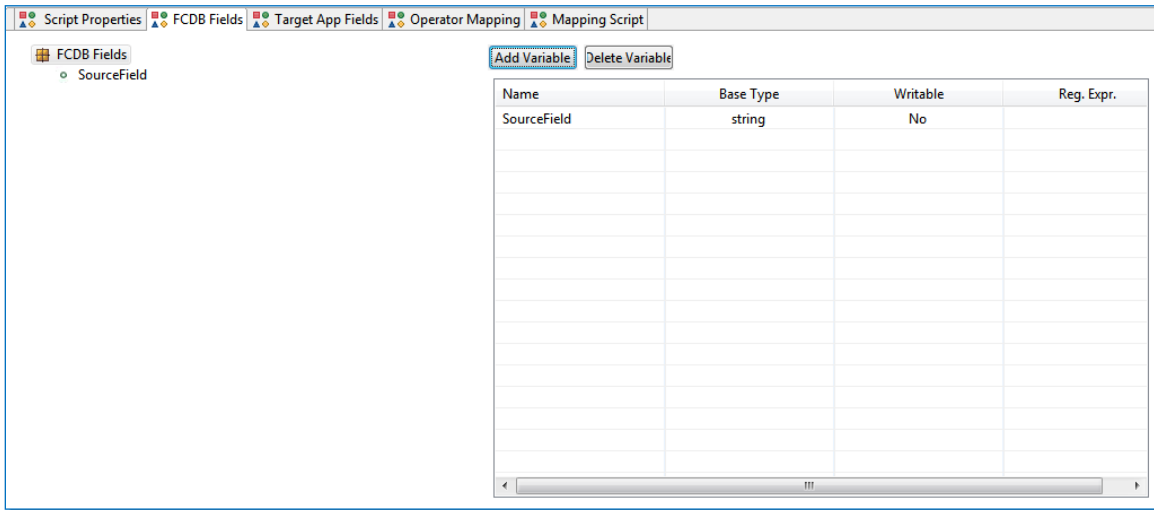 Script Properties FCDB Fields Target App Fields Operator Mapping Mapping Script
FCDB Fields
SourceField
Add Variable Delete Variable
Name Base Type Writable Reg. Expr.
SourceField string No